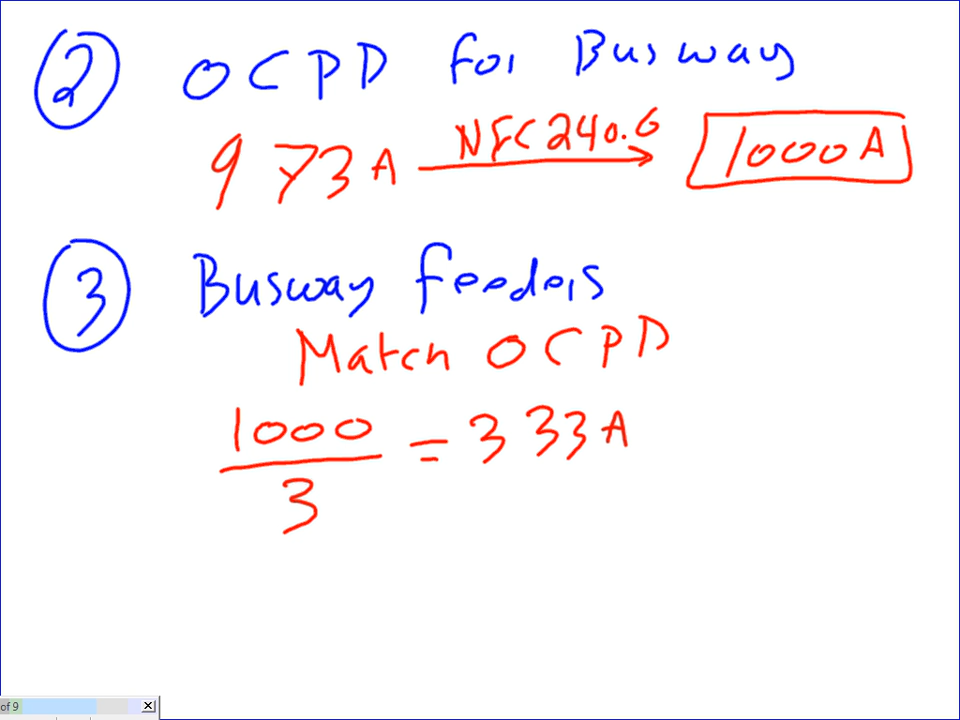 2 OCPD for Busway
973A NEC 240.6 1000A
3 Busway feeders
Match OCPD
1000
3 = 333A
of 9